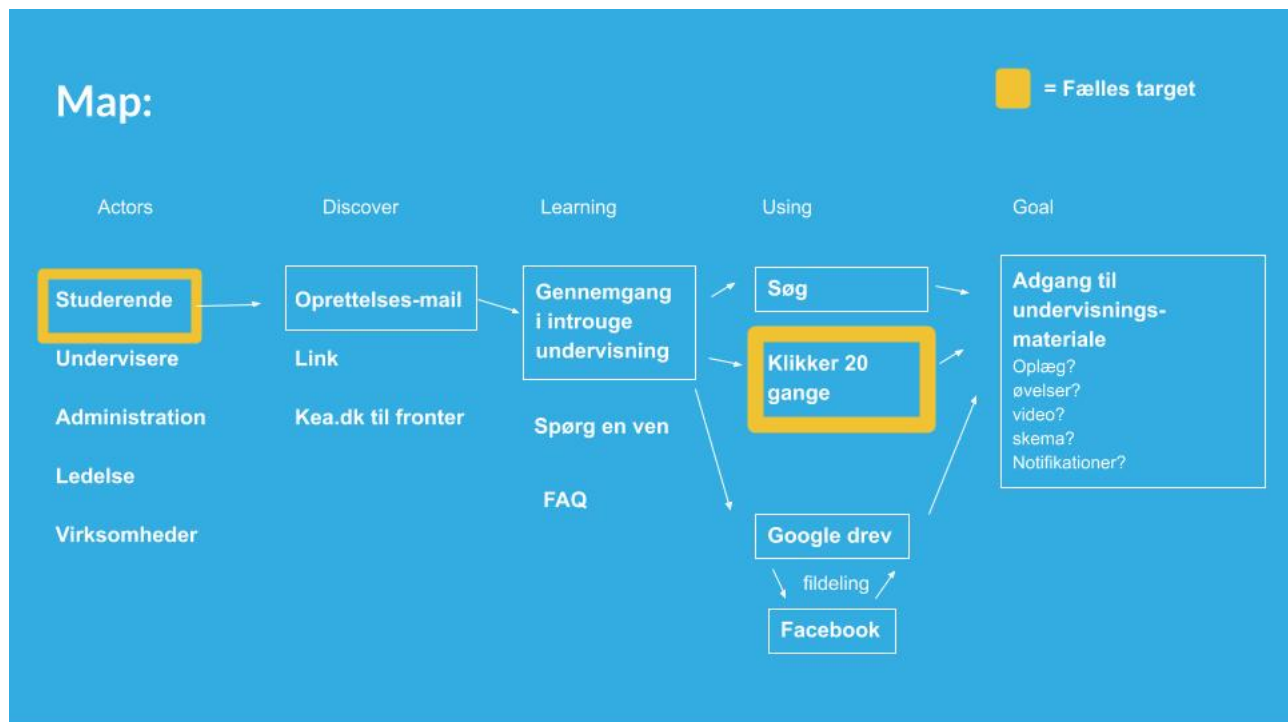 Map:
= Fælles target
Actors
Discover
Learning
Using
Goal
Studerende
Undervisere
Administration
Ledelse
Virksomheder
Oprettelses-mail
Link
Kea.dk til fronter
Gennemgang
i introuge
undervisning
Spørg en ven
FAQ
Søg
Klikker 20
gange
Google drev
fildeling
Facebook
Adgang til
undervisnings-
materiale
Oplæg?
øvelser?
video?
skema?
Notifikationer?